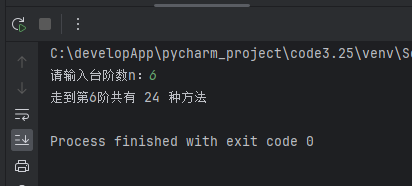 C:\developApp\pycharm_project\code3.25\venv\S
请输入台阶数n：6
走到第6阶共有 24 种方法
Process finished with exit code 0